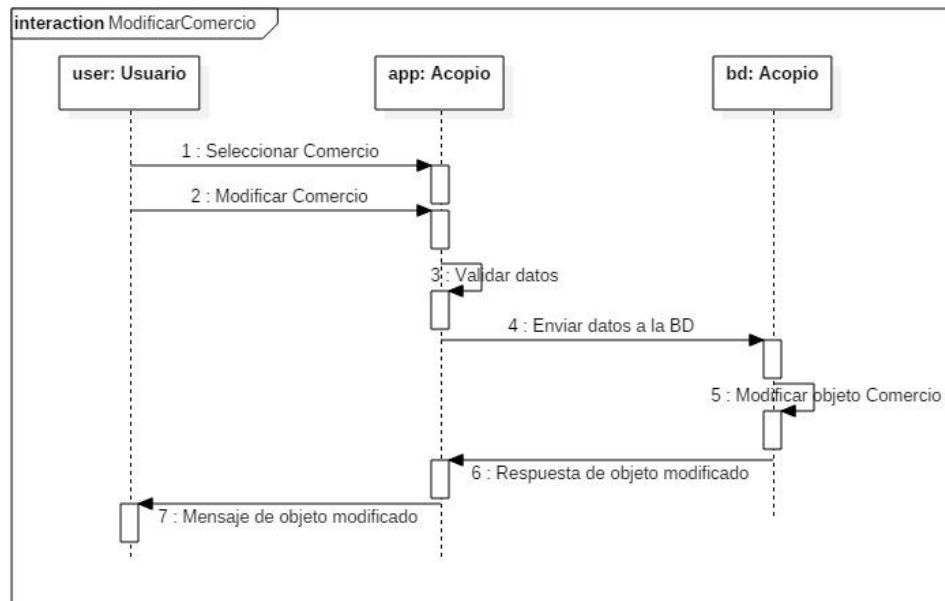 interaction ModificarComercio
user: Usuario
app: Acopio
bd: Acopio
1 : Seleccionar Comercio
2 : Modificar Comercio
3 : Validar datos
4 : Enviar datos a la BD
5 : Modificar objeto Comercio
6 : Respuesta de objeto modificado
7 : Mensaje de objeto modificado